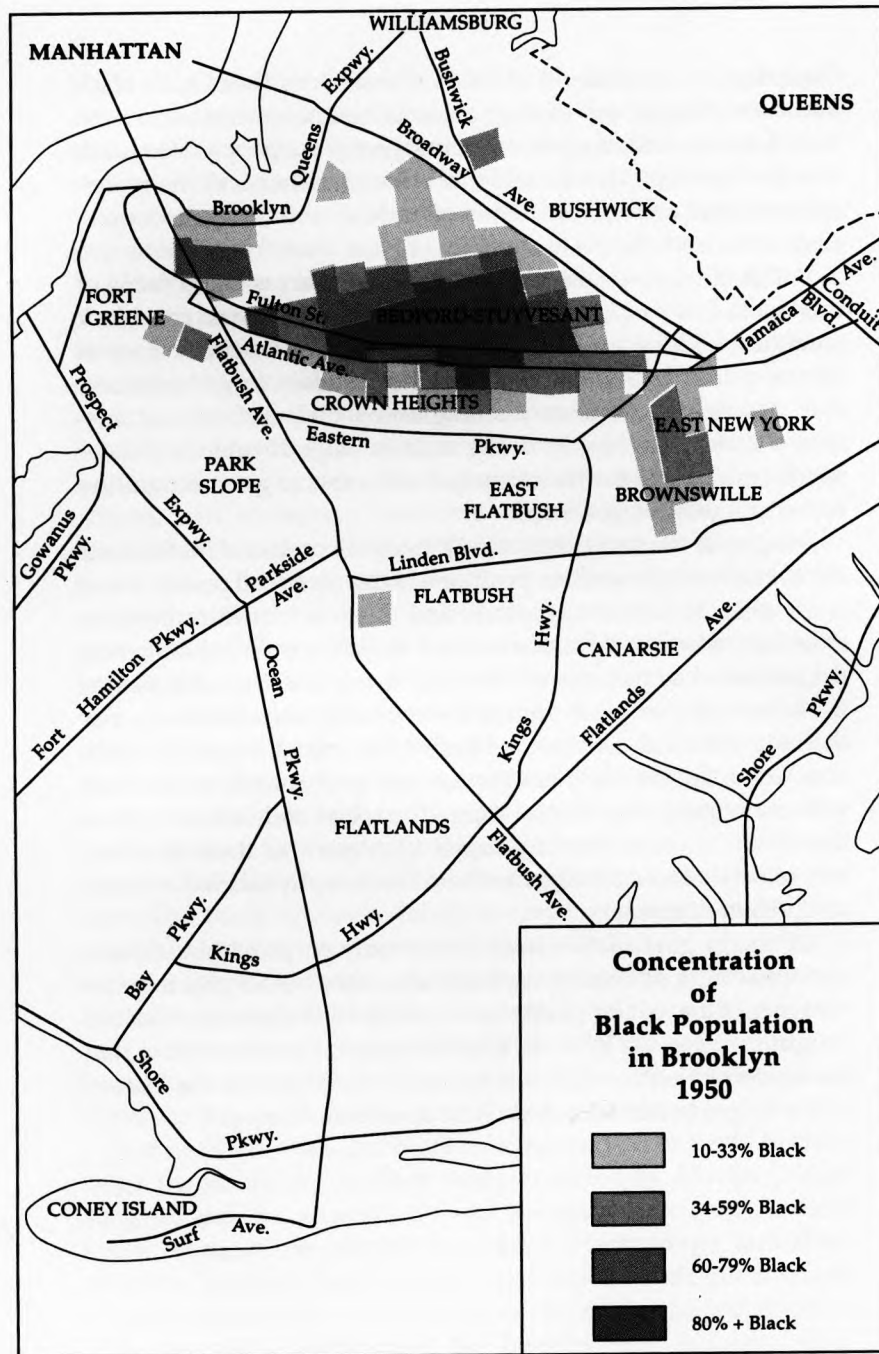 WILLIAMSBURG
MANHATTAN
Expwy.
Bushwick
QUEENS
Queens
Broadway
Brooklyn
Ave.
BUSHWICK
Ave.
Conduit
FORT
GREENE
Fulton St.
BEDFORD-STUYVESANT
Jamaica
Blvd.
Atlantic Ave.
Flatbush Ave.
Prospect
CROWN HEIGHTS
EAST NEW YORK
Eastern
Pkwy.
PARK
SLOPE
EAST
FLATBUSH
BROWNSWILLE
Expwy.
Gowanus
Pkwy.
Parkside
Ave.
Linden Blvd.
FLATBUSH
Ave.
Hwy.
CANARSIE
Fort Hamilton Pkwy.
Ocean
Flatlands
Pkwy.
Kings
Shore
Pkwy.
FLATLANDS
Flatbush Ave.
Pkwy.
Hwy.
Kings
Bay
Shore
Pkwy.
CONEY ISLAND
Surf Ave.
Concentration
of
Black Population
in Brooklyn
1950
10-33% Black
34-59% Black
60-79% Black
80% + Black